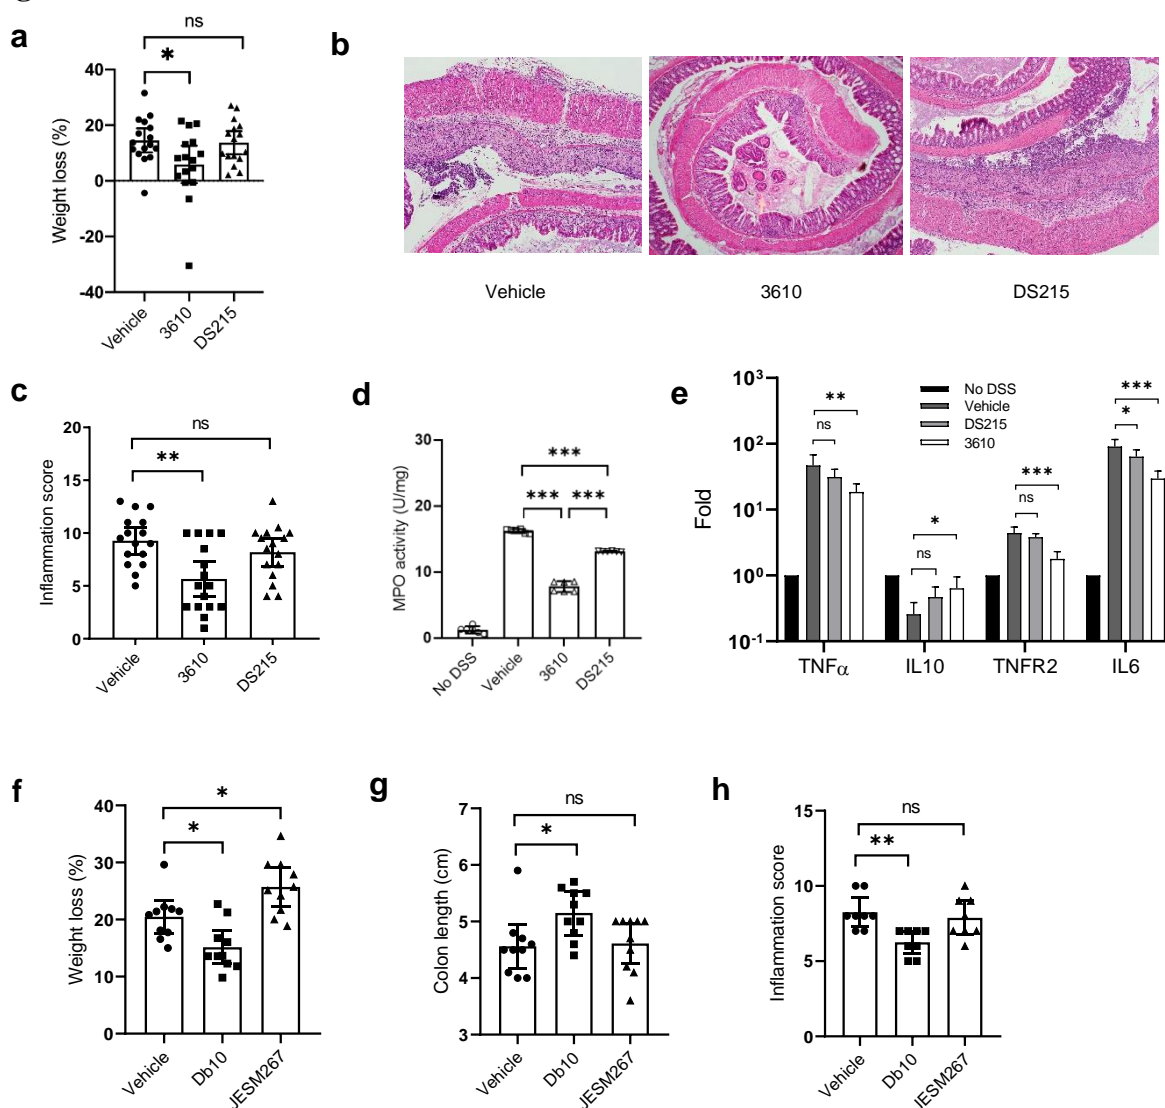 a
ns
*
Weight loss (%)
40
20
0
-20
-40
Vehicle
3610
DS215
b
Vehicle
3610
DS215
c
ns
**
Inflammation score
20
15
10
5
0
Vehicle
3610
DS215
d
***
*** ***
MPO activity (U/mg)
30
20
10
0
No DSS
Vehicle
3610
DS215
e
No DSS
Vehicle
DS215
3610
**
ns
*
ns
***
ns
***
*
Fold
10³
10²
10¹
10⁰
10⁻¹
TNFα
IL10
TNFR2
IL6
f
*
*
Weight loss (%)
40
30
20
10
0
Vehicle
Db10
JESM267
g
ns
*
Colon length (cm)
7
6
5
4
3
Vehicle
Db10
JESM267
h
ns
**
Inflammation score
15
10
5
0
Vehicle
Db10